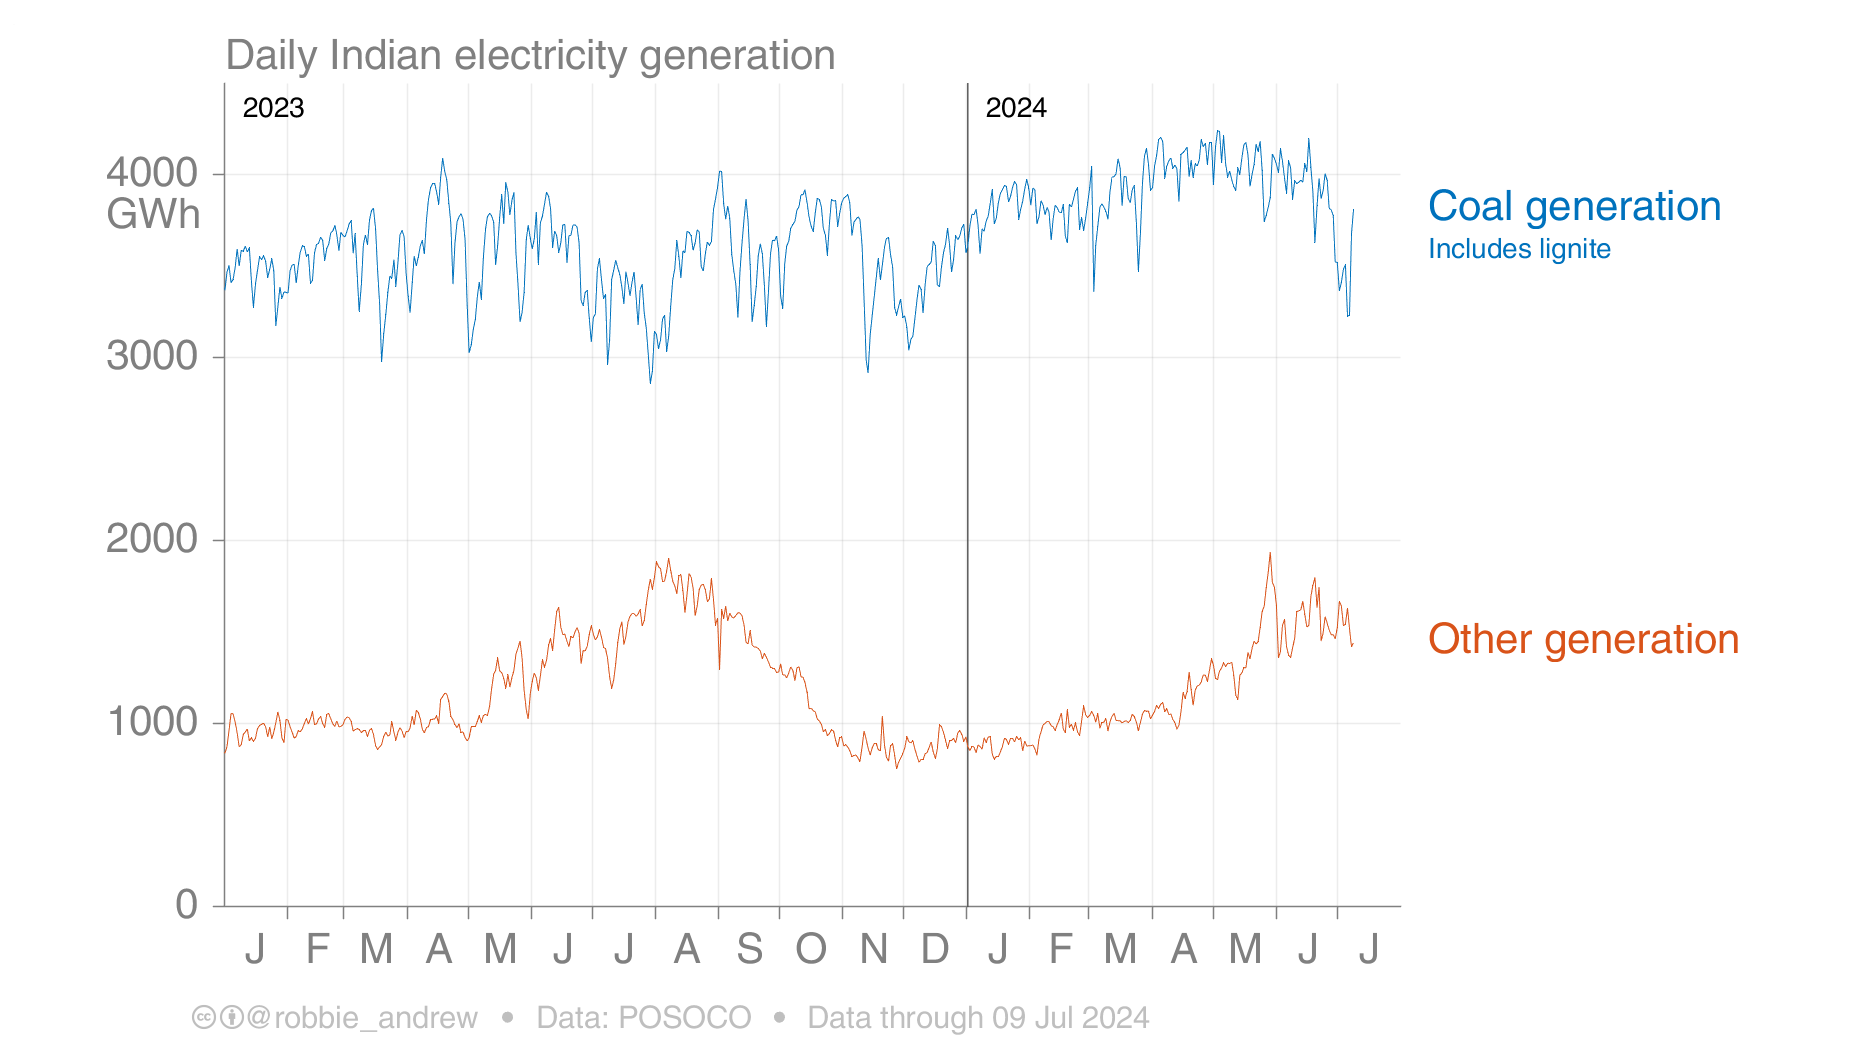 Daily Indian electricity generation
2023
2024
4000
GWh
3000
2000
1000
0
Coal generation
Includes lignite
Other generation
J F M A M J J A S O N D J F M A M J J
@robbie_andrew • Data: POSOCO • Data through 09 Jul 2024